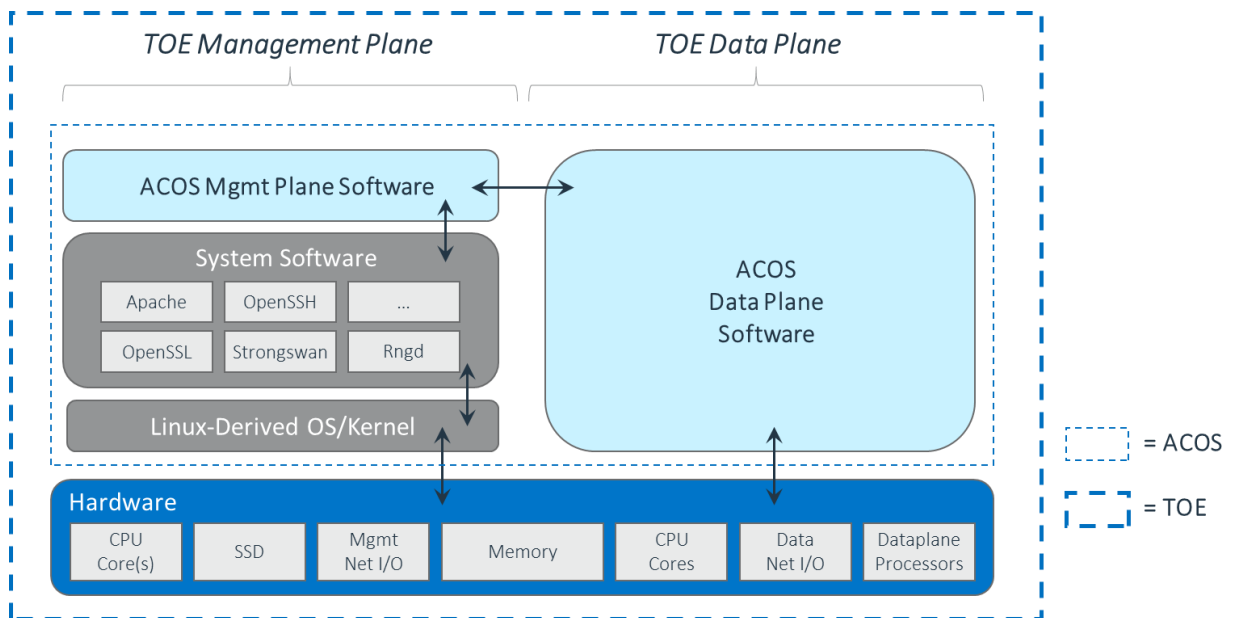 TOE Management Plane
TOE Data Plane
ACOS Mgmt Plane Software
System Software
Apache
OpenSSH
...
OpenSSL
Strongswan
Rngd
Linux-Derived OS/Kernel
ACOS
Data Plane
Software
Hardware
CPU
Core(s)
SSD
Mgmt
Net I/O
Memory
CPU
Cores
Data
Net I/O
Dataplane
Processors
= ACOS
= TOE